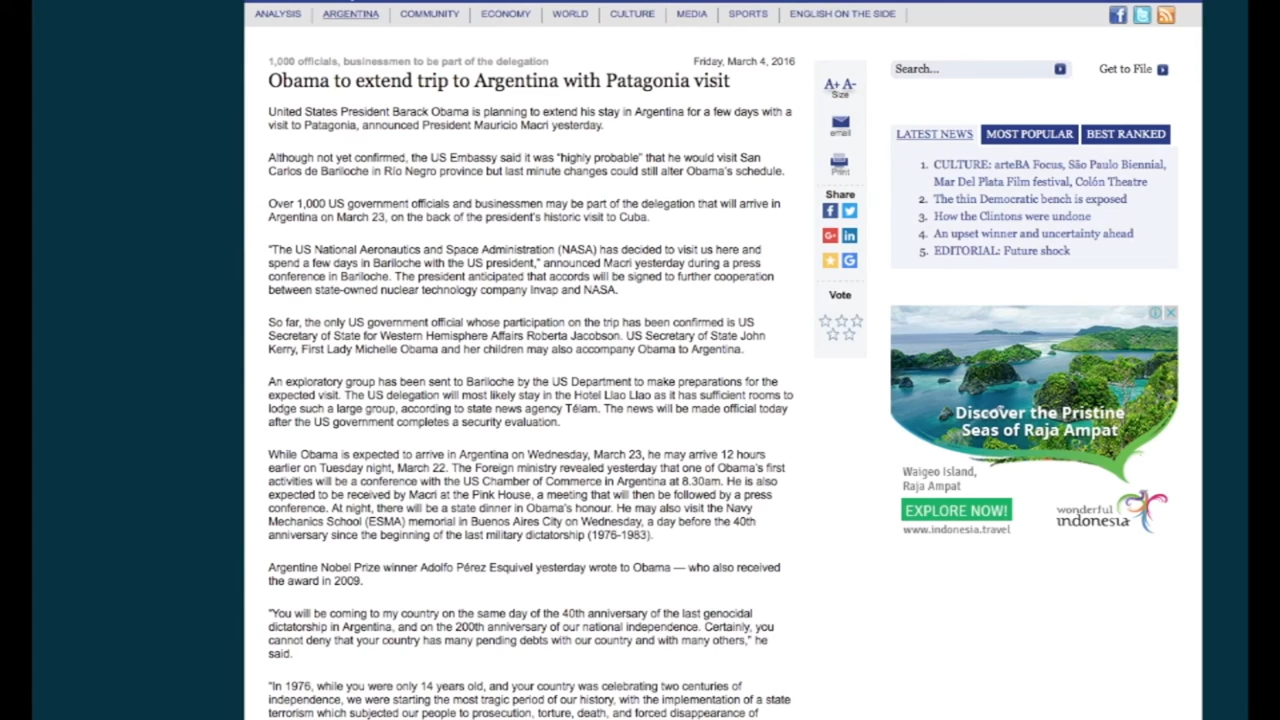 ANALYSIS
ARGENTINA
COMMUNITY
ECONOMY
WORLD
CULTURE
MEDIA
SPORTS
ENGLISH ON THE SIDE
1,000 officials, businessmen to be part of the delegation
Friday, March 4, 2016
Obama to extend trip to Argentina with Patagonia visit
United States President Barack Obama is planning to extend his stay in Argentina for a few days with a
visit to Patagonia, announced President Mauricio Macri yesterday.
Although not yet confirmed, the US Embassy said it was "highly probable" that he would visit San
Carlos de Bariloche in Río Negro province but last minute changes could still alter Obama's schedule.
Over 1,000 US government officials and businessmen may be part of the delegation that will arrive in
Argentina on March 23, on the back of the president's historic visit to Cuba.
"The US National Aeronautics and Space Administration (NASA) has decided to visit us here and
spend a few days in Bariloche with the US president," announced Macri yesterday during a press
conference in Bariloche. The president anticipated that accords will be signed to further cooperation
between state-owned nuclear technology company Invap and NASA.
So far, the only US government official whose participation on the trip has been confirmed is US
Secretary of State for Western Hemisphere Affairs Roberta Jacobson. US Secretary of State John
Kerry, First Lady Michelle Obama and her children may also accompany Obama to Argentina.
An exploratory group has been sent to Bariloche by the US Department to make preparations for the
expected visit. The US delegation will most likely stay in the Hotel Llao Llao as it has sufficient rooms to
lodge such a large group, according to state news agency Télam. The news will be made official today
after the US government completes a security evaluation.
While Obama is expected to arrive in Argentina on Wednesday, March 23, he may arrive 12 hours
earlier on Tuesday night, March 22. The Foreign ministry revealed yesterday that one of Obama's first
activities will be a conference with the US Chamber of Commerce in Argentina at 8.30am. He is also
expected to be received by Macri at the Pink House, a meeting that will then be followed by a press
conference. At night, there will be a state dinner in Obama's honour. He may also visit the Navy
Mechanics School (ESMA) memorial in Buenos Aires City on Wednesday, a day before the 40th
anniversary since the beginning of the last military dictatorship (1976-1983).
Argentine Nobel Prize winner Adolfo Pérez Esquivel yesterday wrote to Obama — who also received
the award in 2009.
"You will be coming to my country on the same day of the 40th anniversary of the last genocidal
dictatorship in Argentina, and on the 200th anniversary of our national independence. Certainly, you
cannot deny that your country has many pending debts with our country and with many others," he
said.
"In 1976, while you were only 14 years old, and your country was celebrating two centuries of
independence, we were starting the most tragic period of our history, with the implementation of a state
terrorism which subjected our people to prosecution, torture, death, and forced disappearance of
A+ A-
Size
email
Print
Share
Vote
Search...
Get to File
LATEST NEWS
MOST POPULAR
BEST RANKED
1. CULTURE: arteBA Focus, São Paulo Biennial,
Mar Del Plata Film festival, Colón Theatre
2. The thin Democratic bench is exposed
3. How the Clintons were undone
4. An upset winner and uncertainty ahead
5. EDITORIAL: Future shock
Discover the Pristine
Seas of Raja Ampat
Waigeo Island,
Raja Ampat
EXPLORE NOW!
www.indonesia.travel
wonderful
indonesia